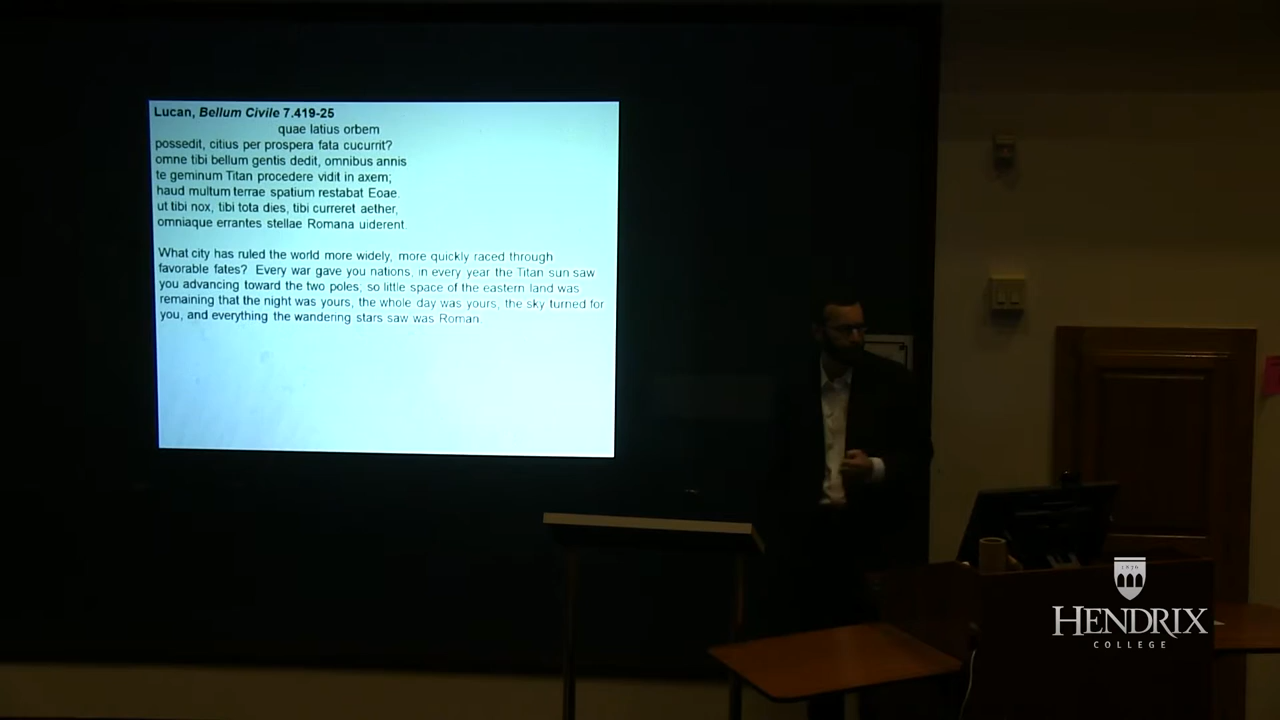 Lucan, Bellum Civile 7.419-25
quae latius orbem
possedit, citius per prospera fata cucurrit?
omne tibi bellum gentis dedit, omnibus annis
te geminum Titan procedere vidit in axem;
haud multum terrae spatium restabat Eoae.
ut tibi nox, tibi tota dies, tibi curreret aether,
omniaque errantes stellae Romana uiderent.
What city has ruled the world more widely, more quickly raced through
favorable fates? Every war gave you nations, in every year the Titan sun saw
you advancing toward the two poles; so little space of the eastern land was
remaining that the night was yours, the whole day was yours, the sky turned for
you, and everything the wandering stars saw was Roman.
1876
HENDRIX
COLLEGE